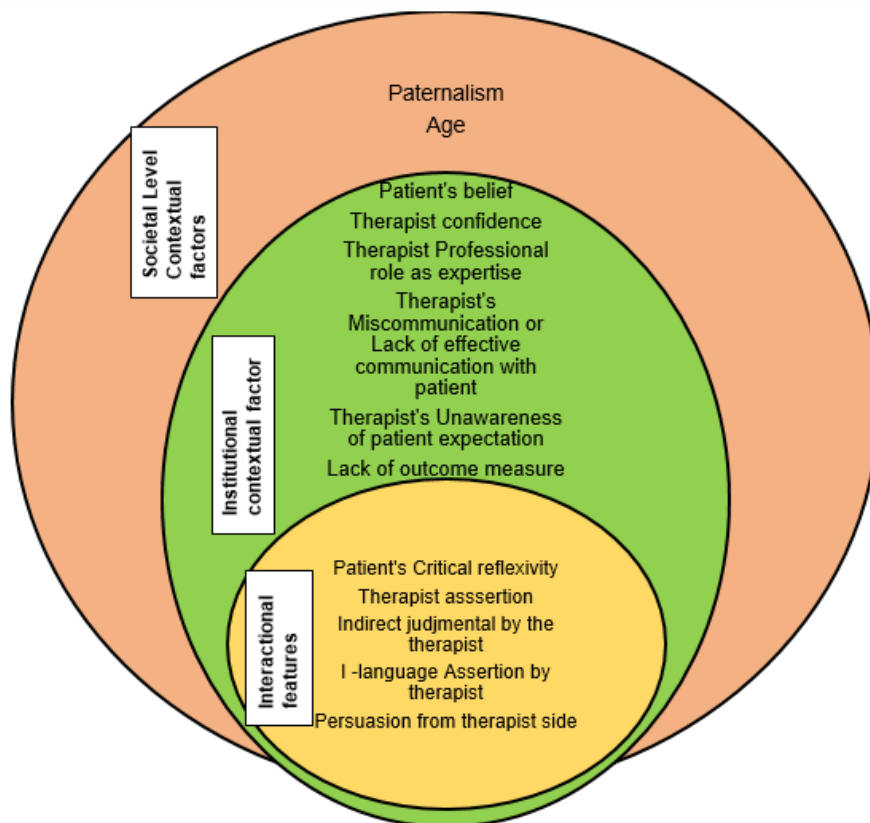 Paternalism
Age
Societal Level
Contextual
factors
Patient's belief
Therapist confidence
Therapist Professional
role as expertise
Therapist's
Miscommunication or
Lack of effective
communication with
patient
Therapist's Unawareness
of patient expectation
Lack of outcome measure
Institutional
contextual factor
Patient's Critical reflexivity
Therapist asssertion
Indirect judjmental by the
therapist
I -language Assertion by
therapist
Persuasion from therapist side
Interactional
features